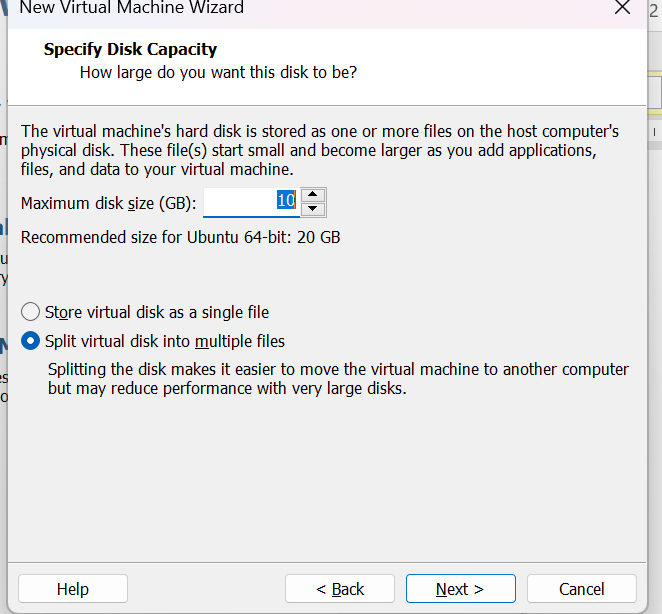 New Virtual Machine Wizard
Specify Disk Capacity
How large do you want this disk to be?
The virtual machine's hard disk is stored as one or more files on the host computer's
physical disk. These file(s) start small and become larger as you add applications,
files, and data to your virtual machine.
Maximum disk size (GB): 10
Recommended size for Ubuntu 64-bit: 20 GB
Store virtual disk as a single file
Split virtual disk into multiple files
Splitting the disk makes it easier to move the virtual machine to another computer
but may reduce performance with very large disks.
Help
< Back
Next >
Cancel